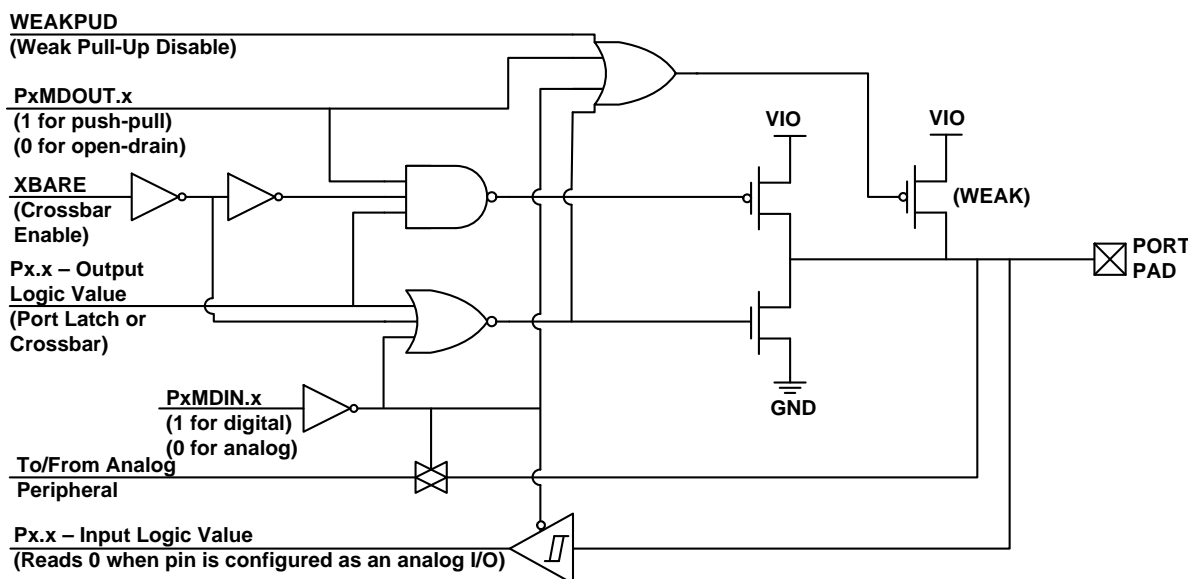 WEAKPUD
(Weak Pull-Up Disable)
PxMDOUT.x
(1 for push-pull)
(0 for open-drain)
XBARE
(Crossbar
Enable)
Px.x – Output
Logic Value
(Port Latch or
Crossbar)
PxMDIN.x
(1 for digital)
(0 for analog)
To/From Analog
Peripheral
Px.x – Input Logic Value
(Reads 0 when pin is configured as an analog I/O)
VIO
VIO
(WEAK)
GND
PORT
PAD